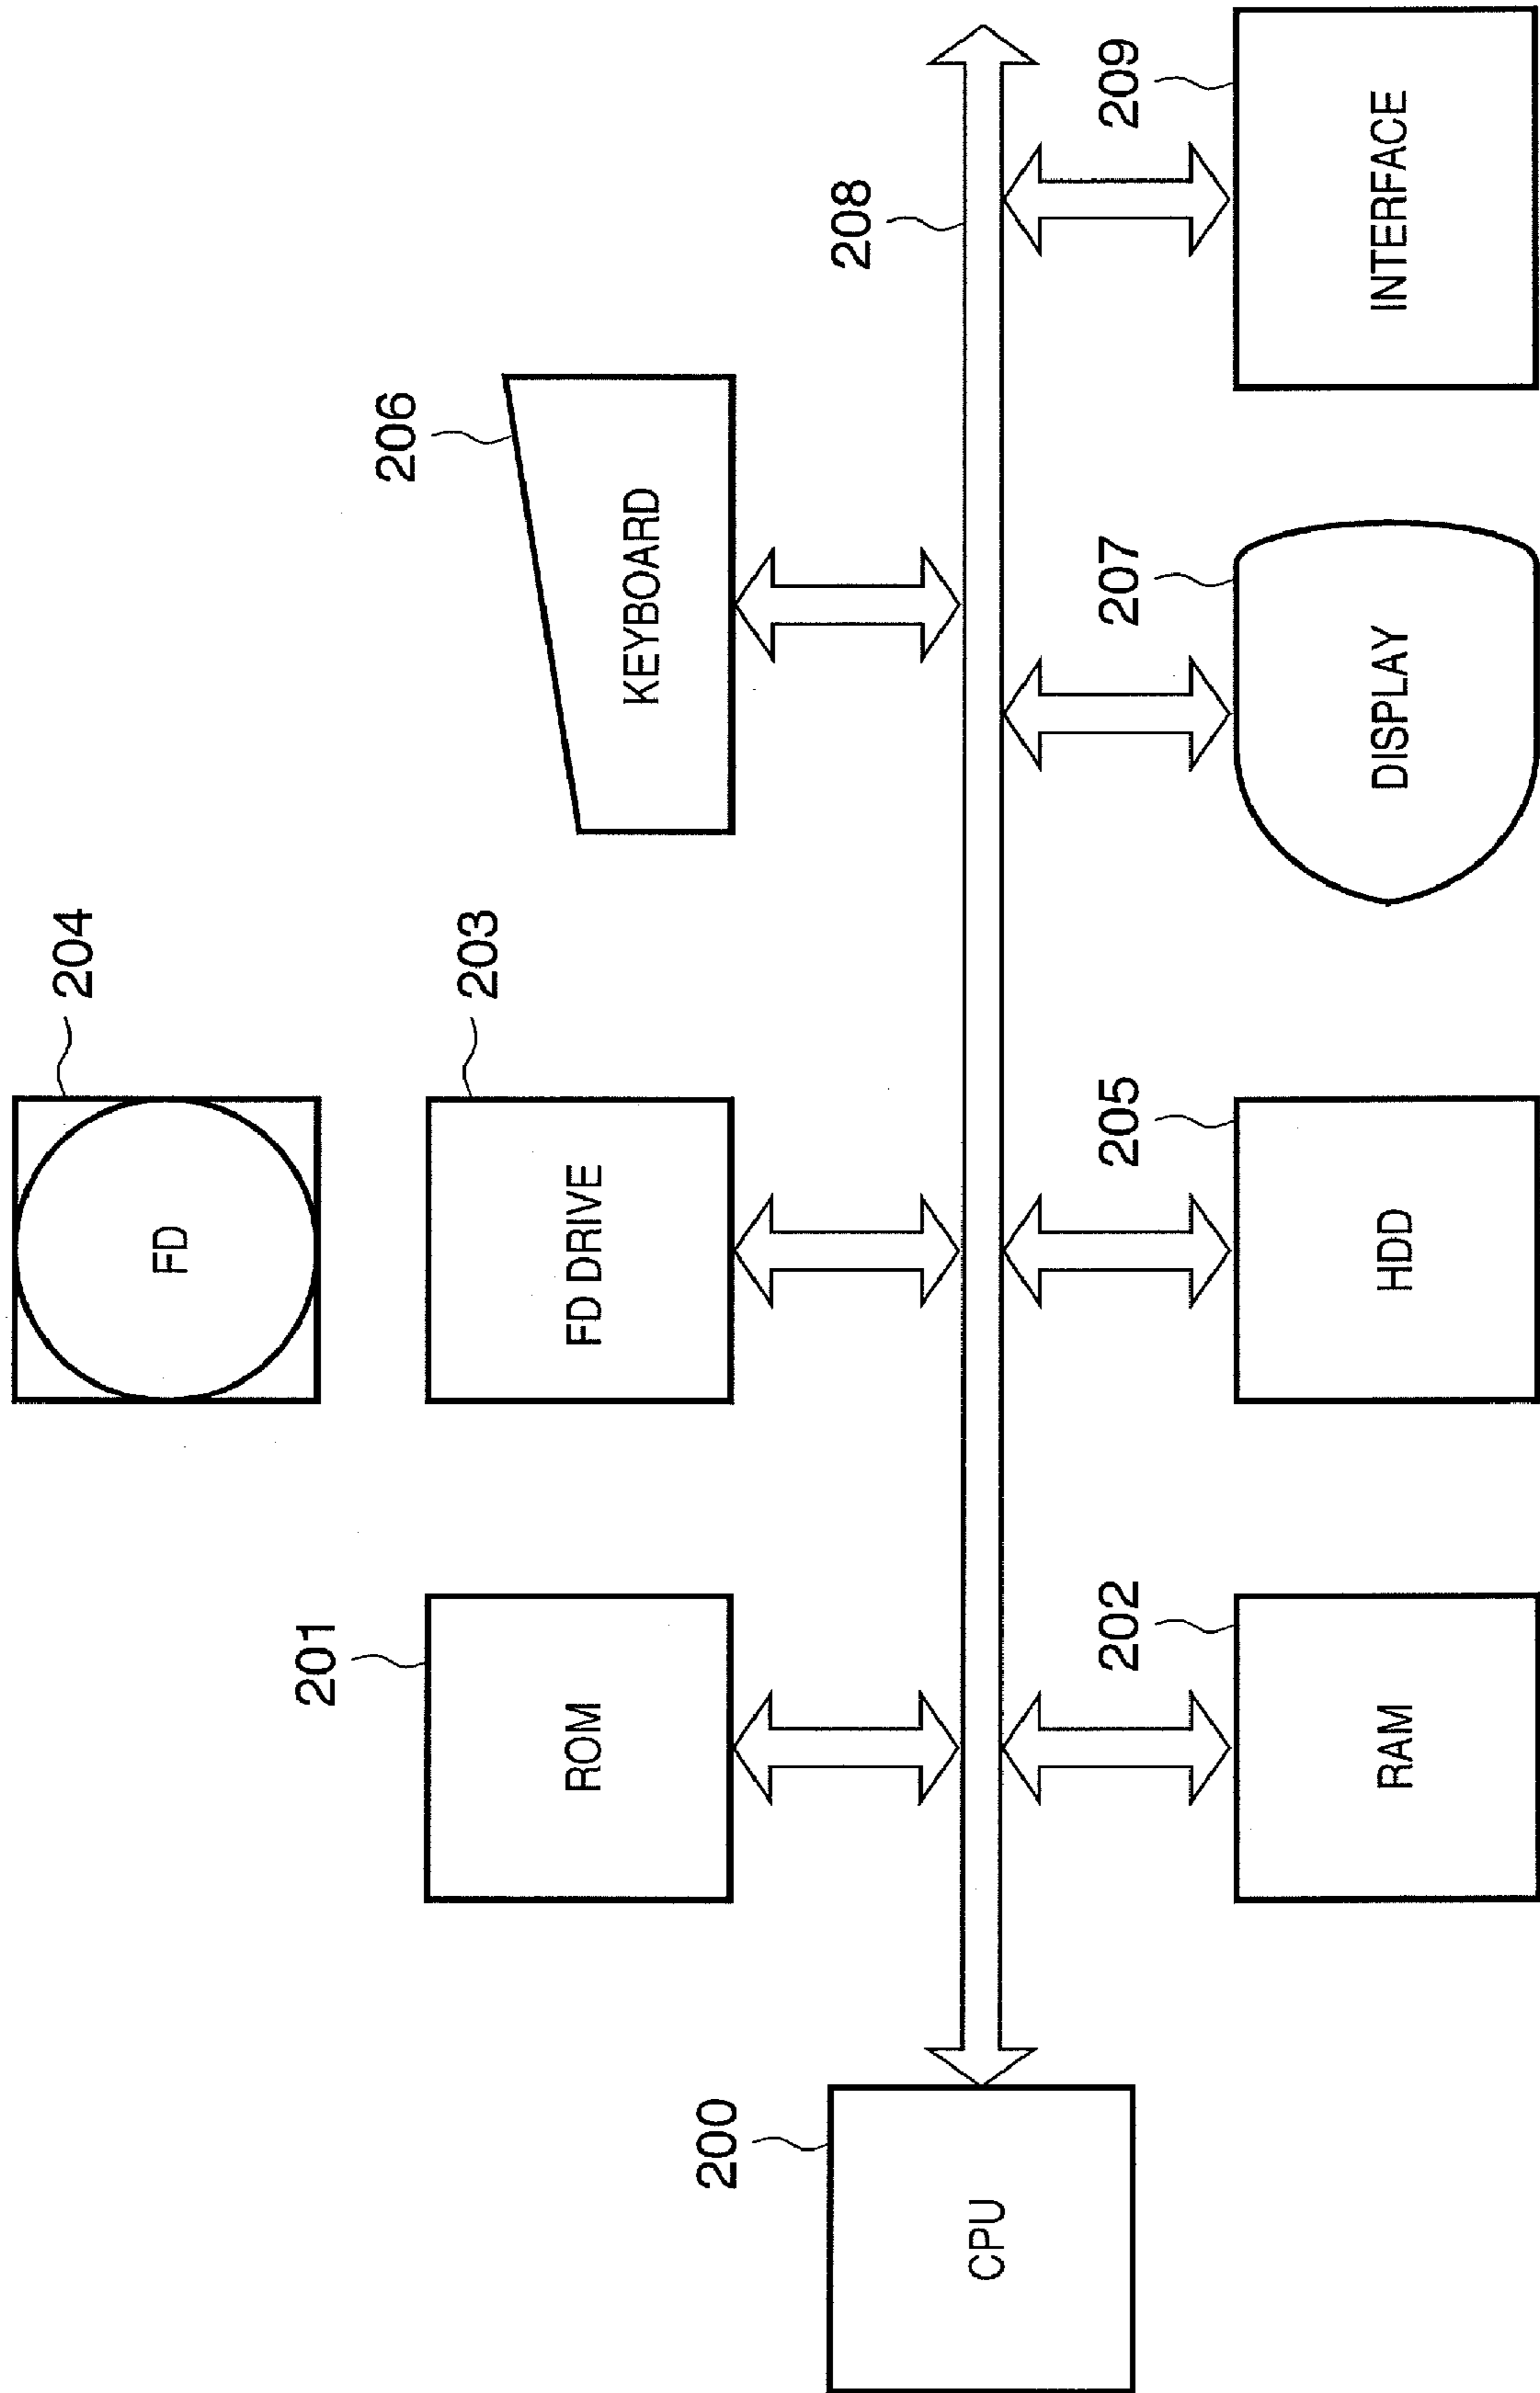 204
FD
206
KEYBOARD
203
FD DRIVE
201
ROM
208
200
CPU
202
RAM
205
HDD
207
DISPLAY
209
INTERFACE